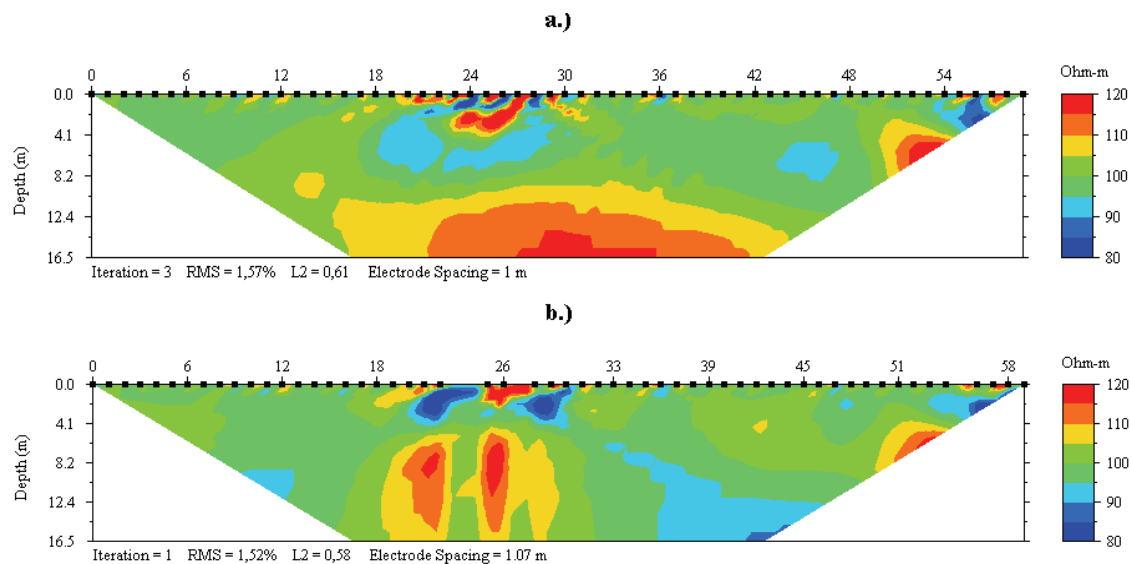 a.)
0 6 12 18 24 30 36 42 48 54
Ohm-m
Depth (m)
0.0
4.1
8.2
12.4
16.5
120
110
100
90
80
Iteration = 3 RMS = 1,57% L2 = 0,61 Electrode Spacing = 1 m
b.)
0 6 12 18 26 33 39 45 51 58
Ohm-m
Depth (m)
0.0
4.1
8.2
12.4
16.5
120
110
100
90
80
Iteration = 1 RMS = 1,52% L2 = 0,58 Electrode Spacing = 1.07 m